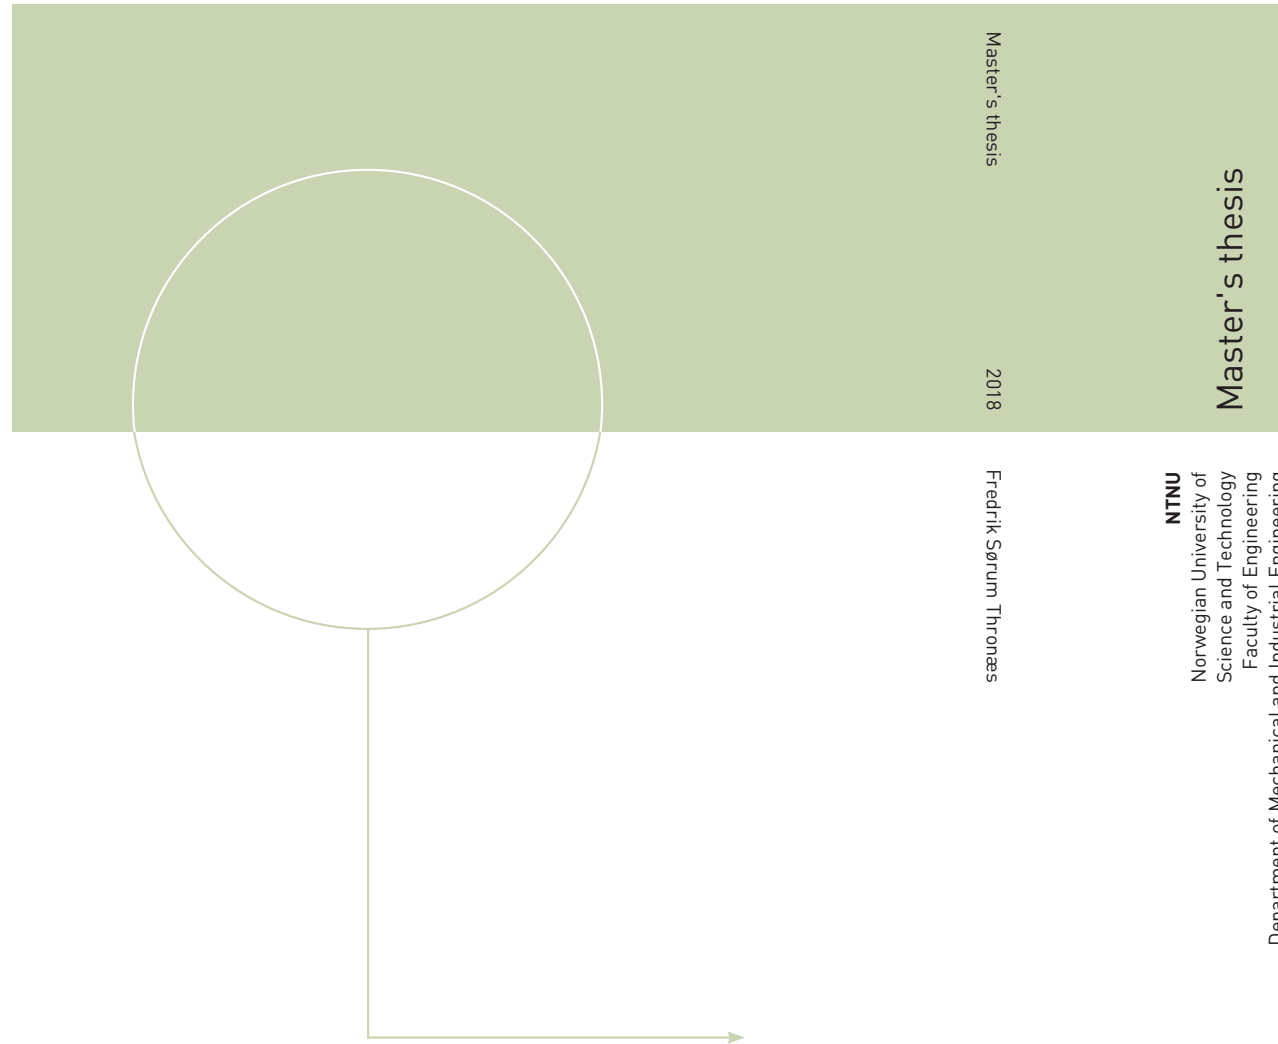 Master's thesis
2018
Fredrik Sørum Thronæs
Master's thesis
NTNU
Norwegian University of
Science and Technology
Faculty of Engineering
Department of Mechanical and Industrial Engineering